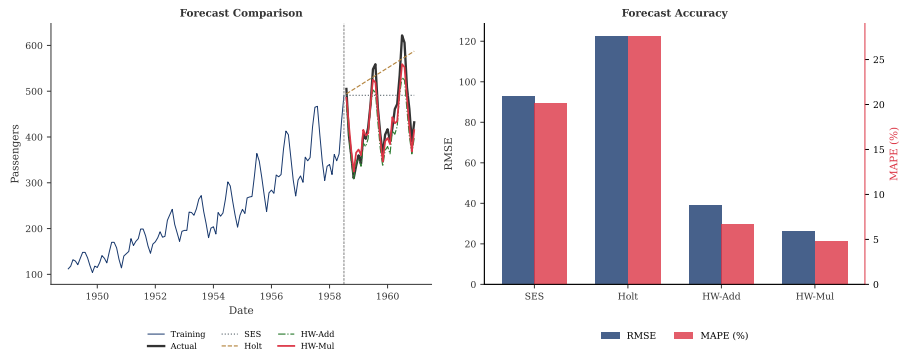 Forecast Comparison
600
500
400
300
200
100
Passengers
1950 1952 1954 1956 1958 1960
Date
Training SES HW-Add
Actual Holt HW-Mul
Forecast Accuracy
120
100
80
60
40
20
0
RMSE
25
20
15
10
5
0
MAPE (%)
SES Holt HW-Add HW-Mul
RMSE MAPE (%)